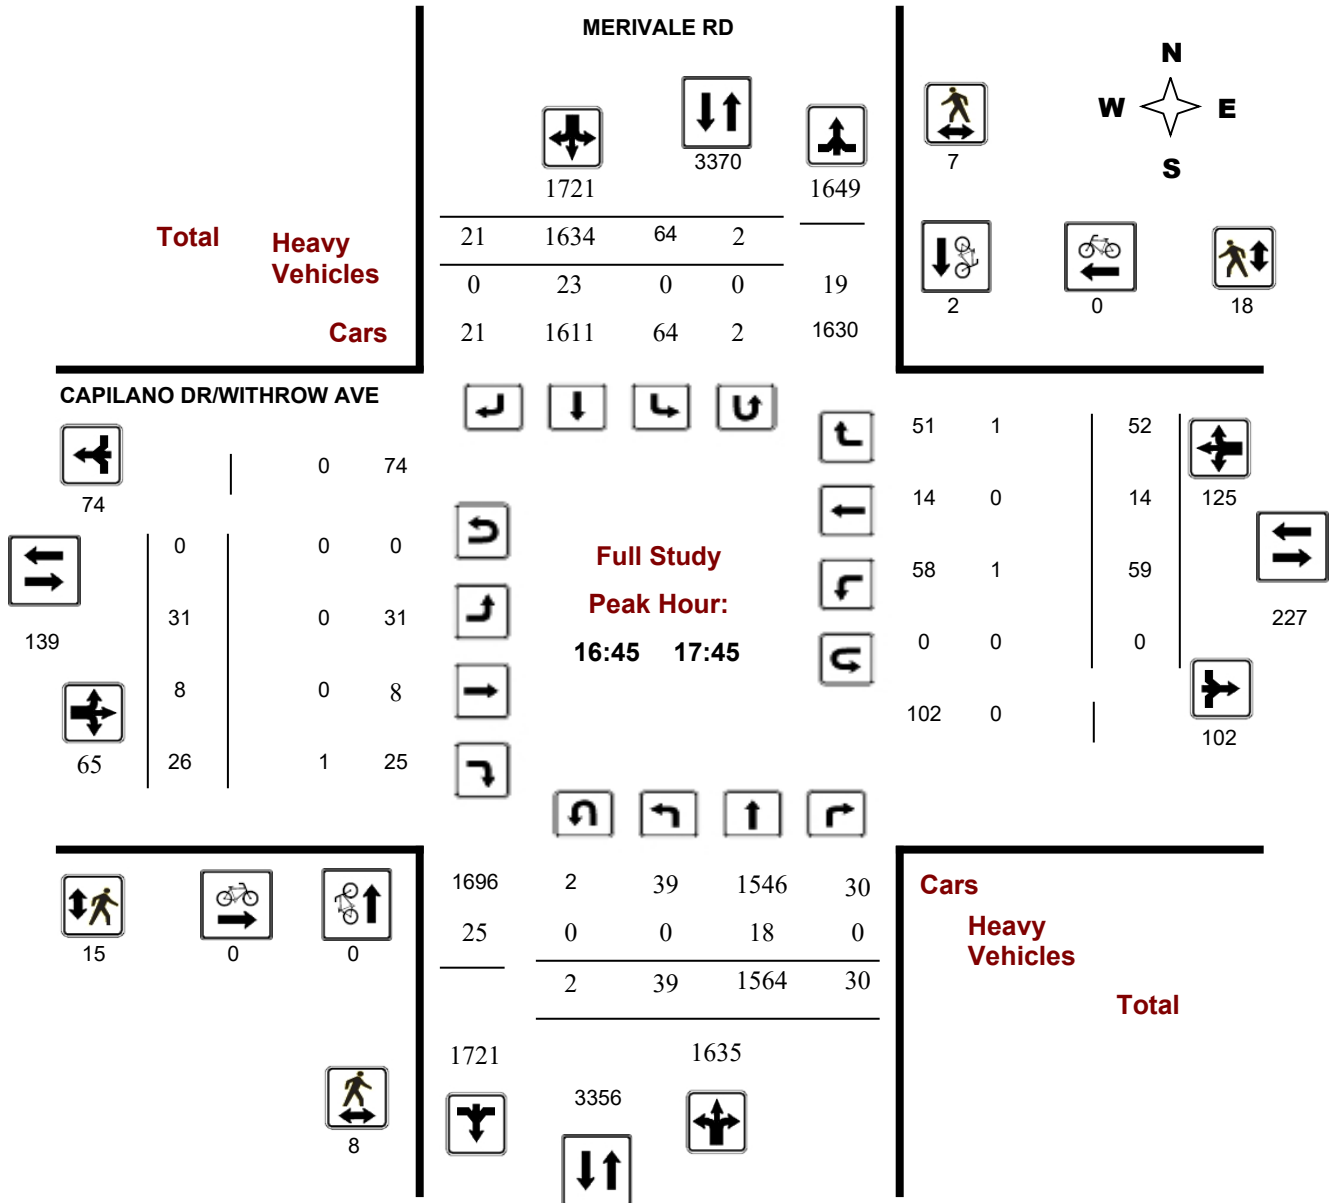 MERIVALE RD
N
W E
S
3370
7
1721
1649
Total
Heavy
Vehicles
21 1634 64 2
0 23 0 0 19
2 0 18
Cars
21 1611 64 2 1630
CAPILANO DR/WITHROW AVE
51 1 52
0 74
74
14 0 14 125
0 0 0
Full Study
58 1 59
31 0 31
Peak Hour:
227
139
16:45 17:45
0 0 0
8 0 8
102 0
102
65 26 1 25
1696 2 39 1546 30
Cars
25 0 0 18 0
Heavy
Vehicles
15 0 0
2 39 1564 30
Total
1721 1635
3356
8